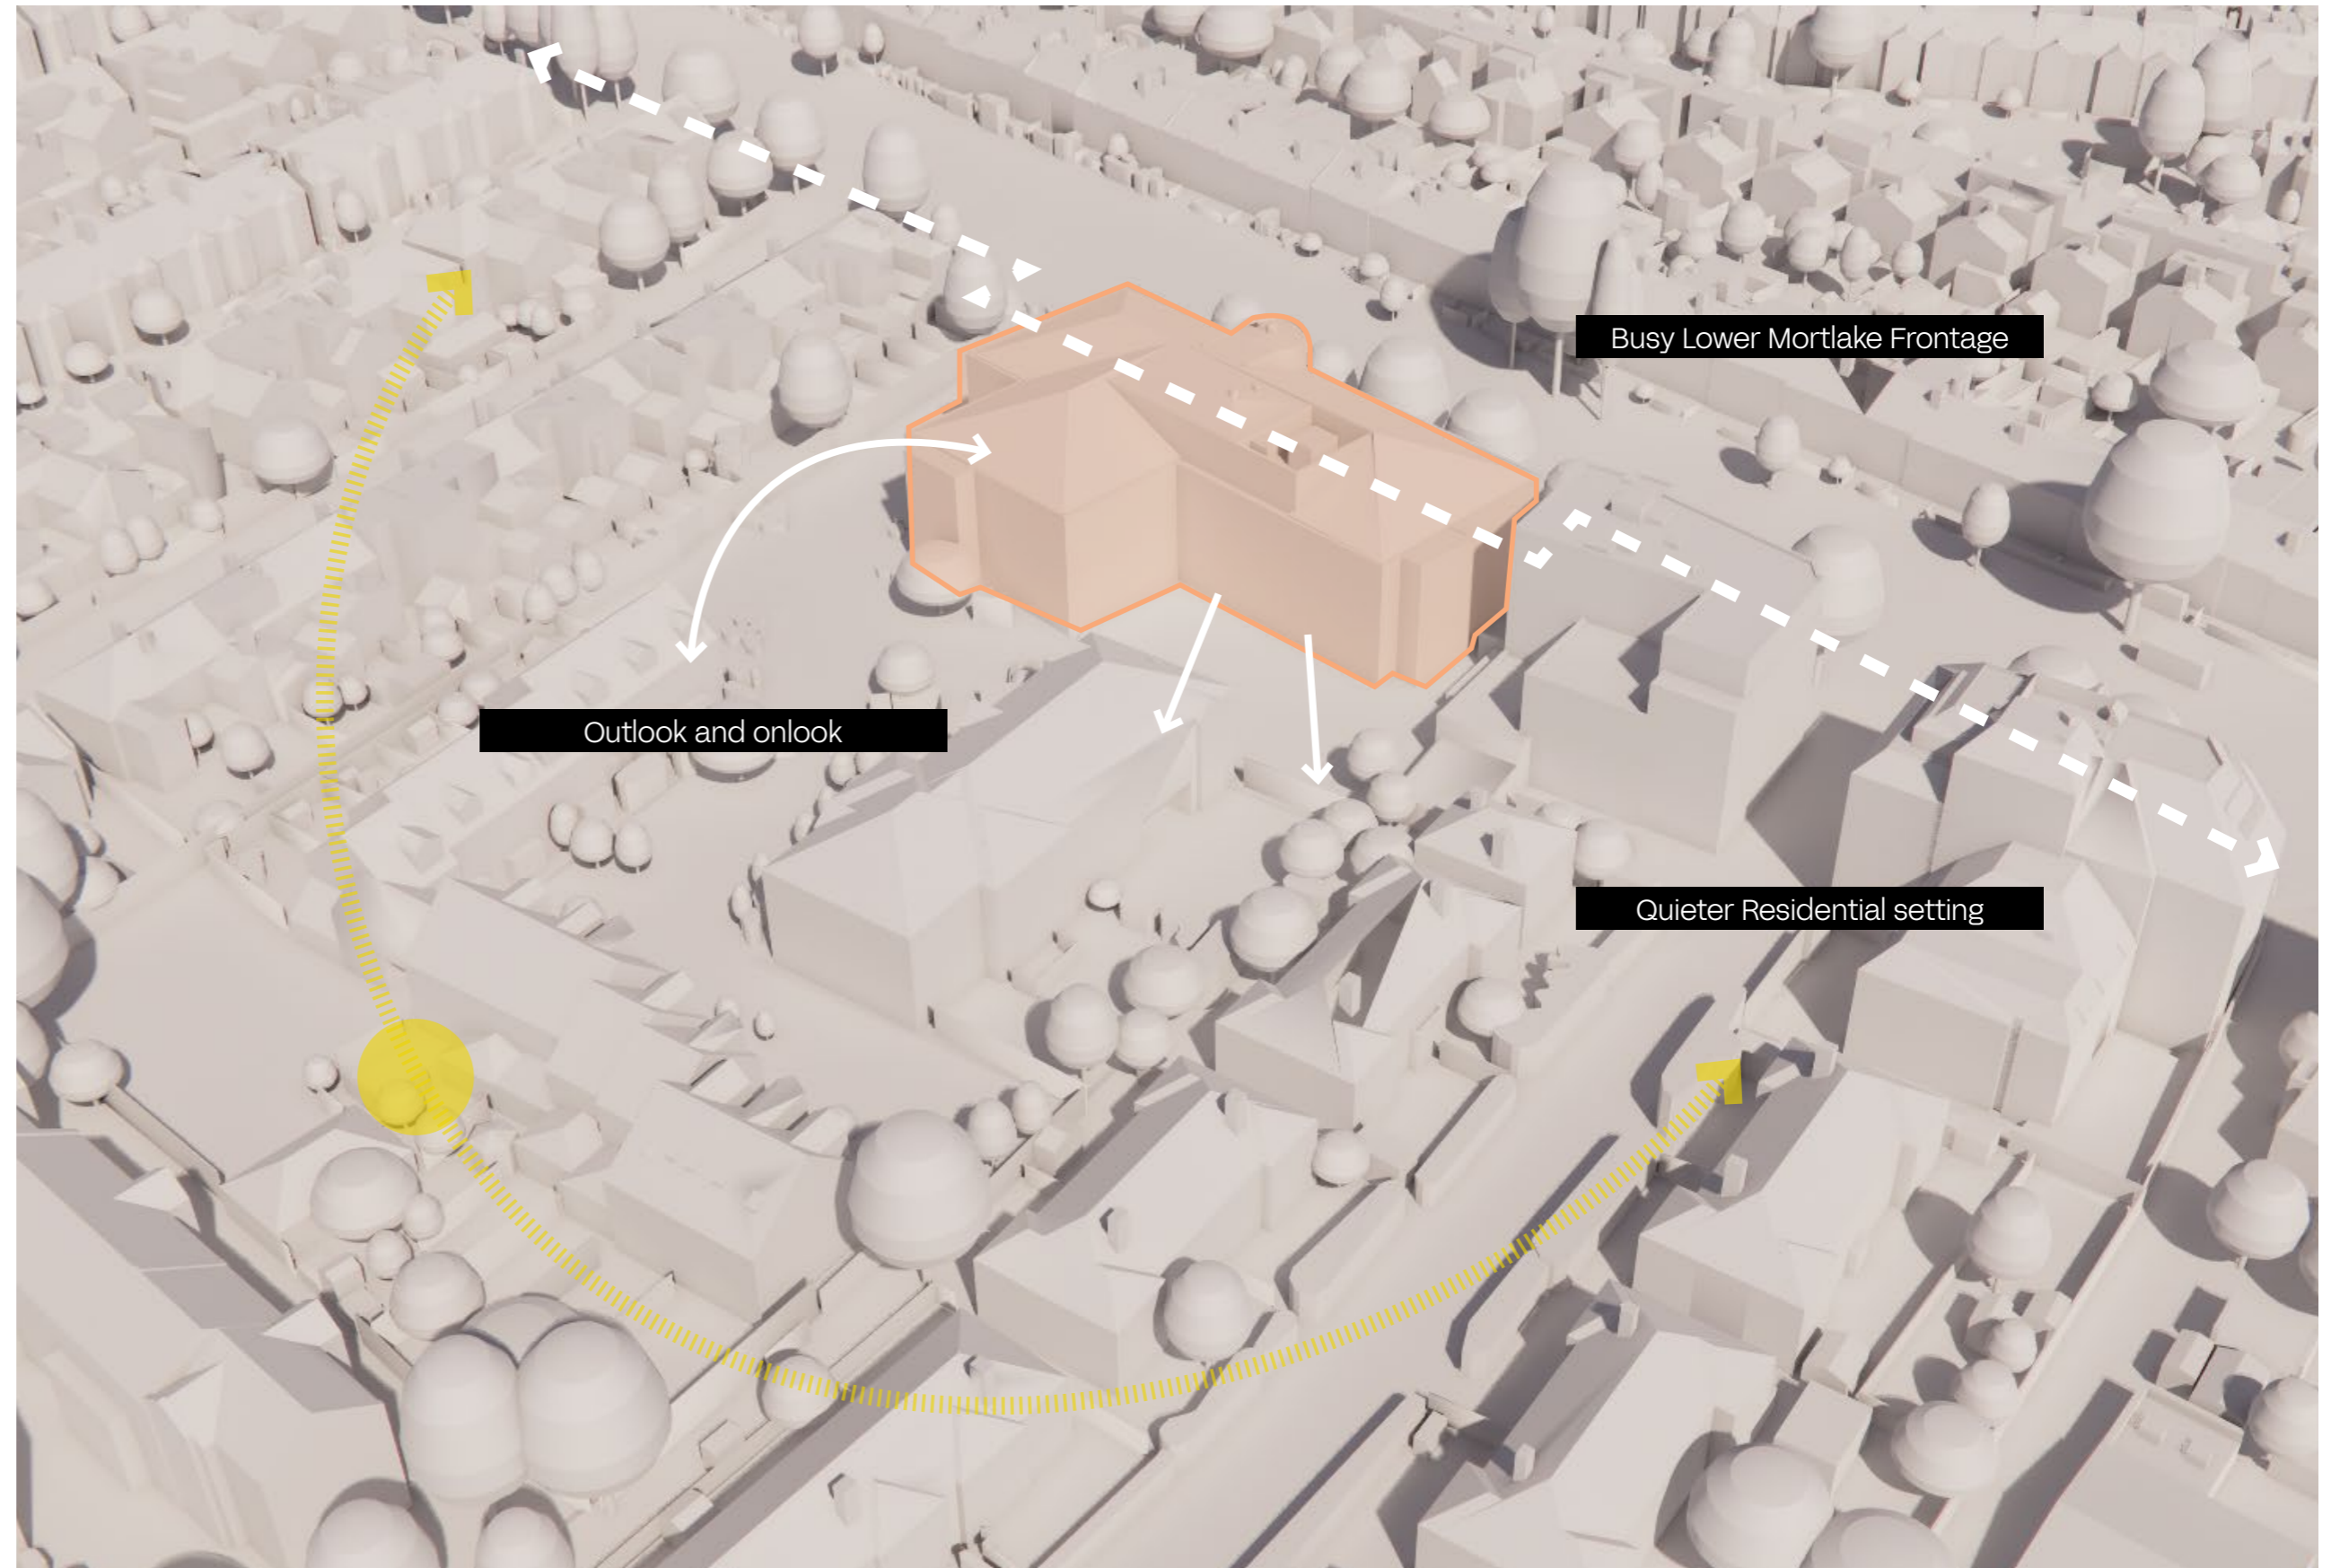 Busy Lower Mortlake Frontage
Outlook and onlook
Quieter Residential setting